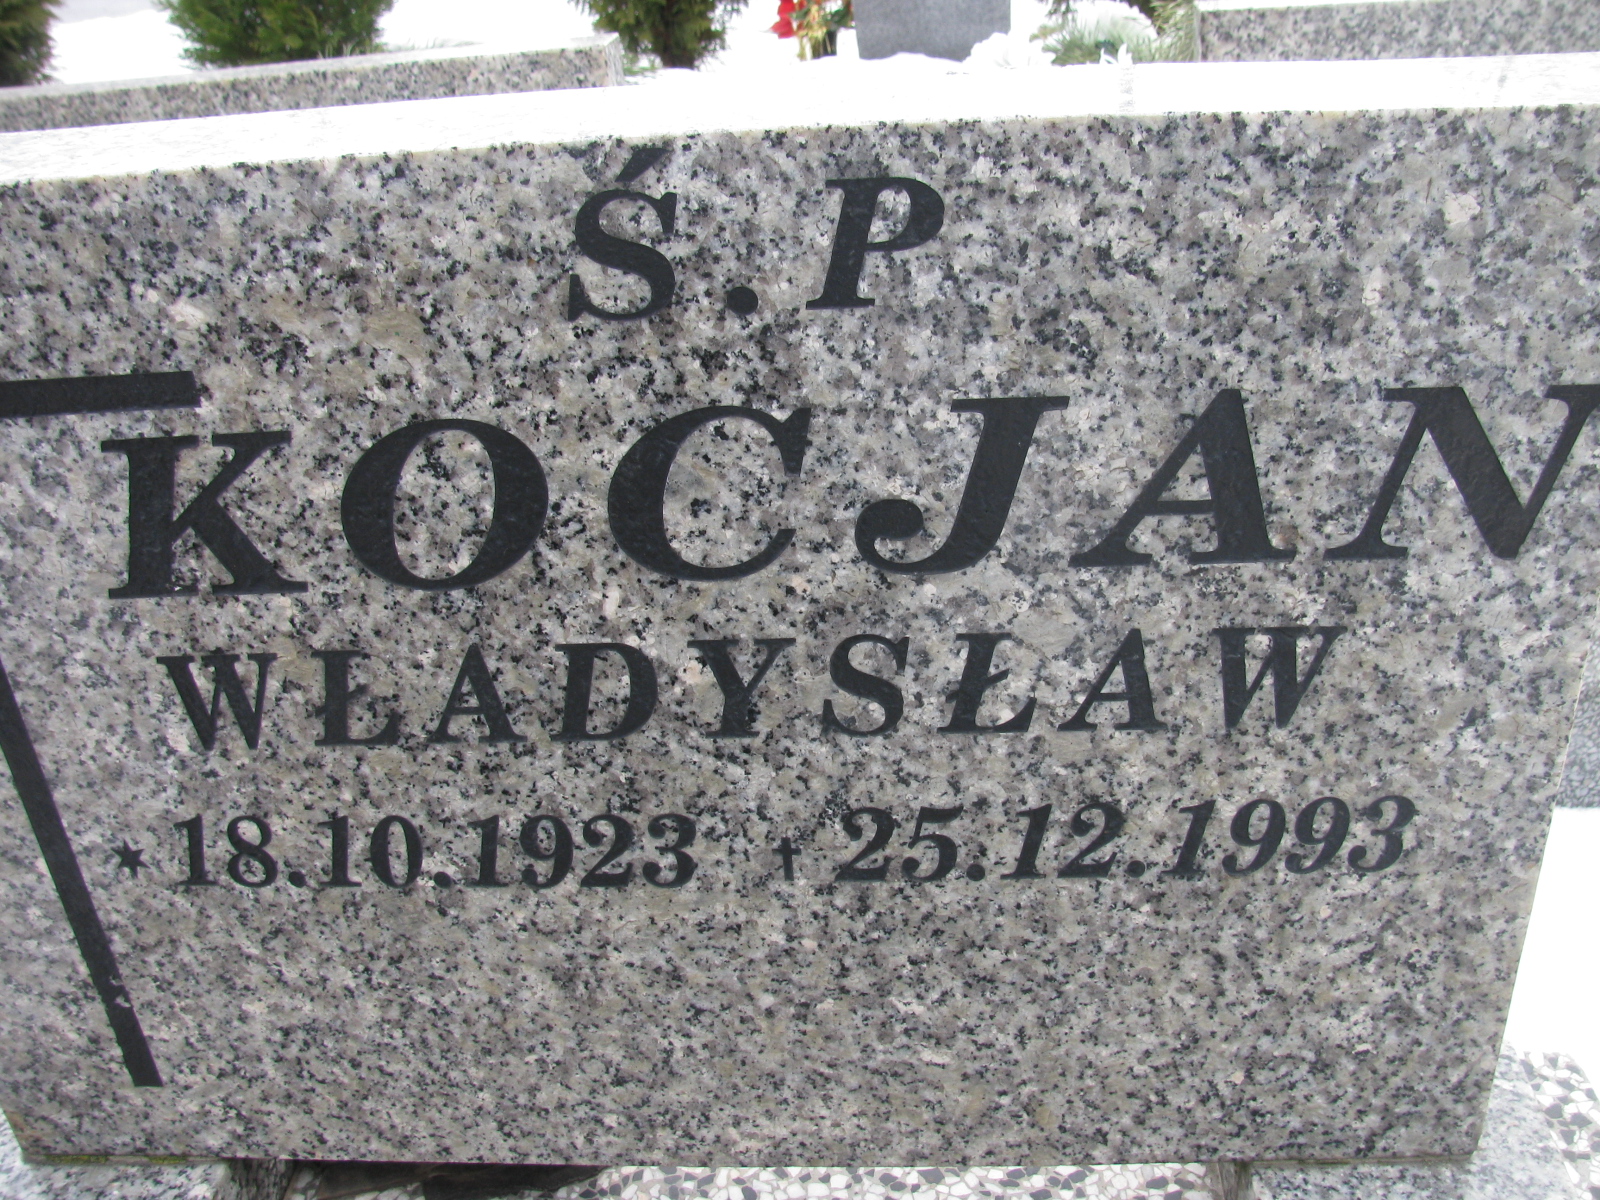 Ś.P
KOCJAN
WŁADYSŁAW
* 18.10.1923 † 25.12.1993